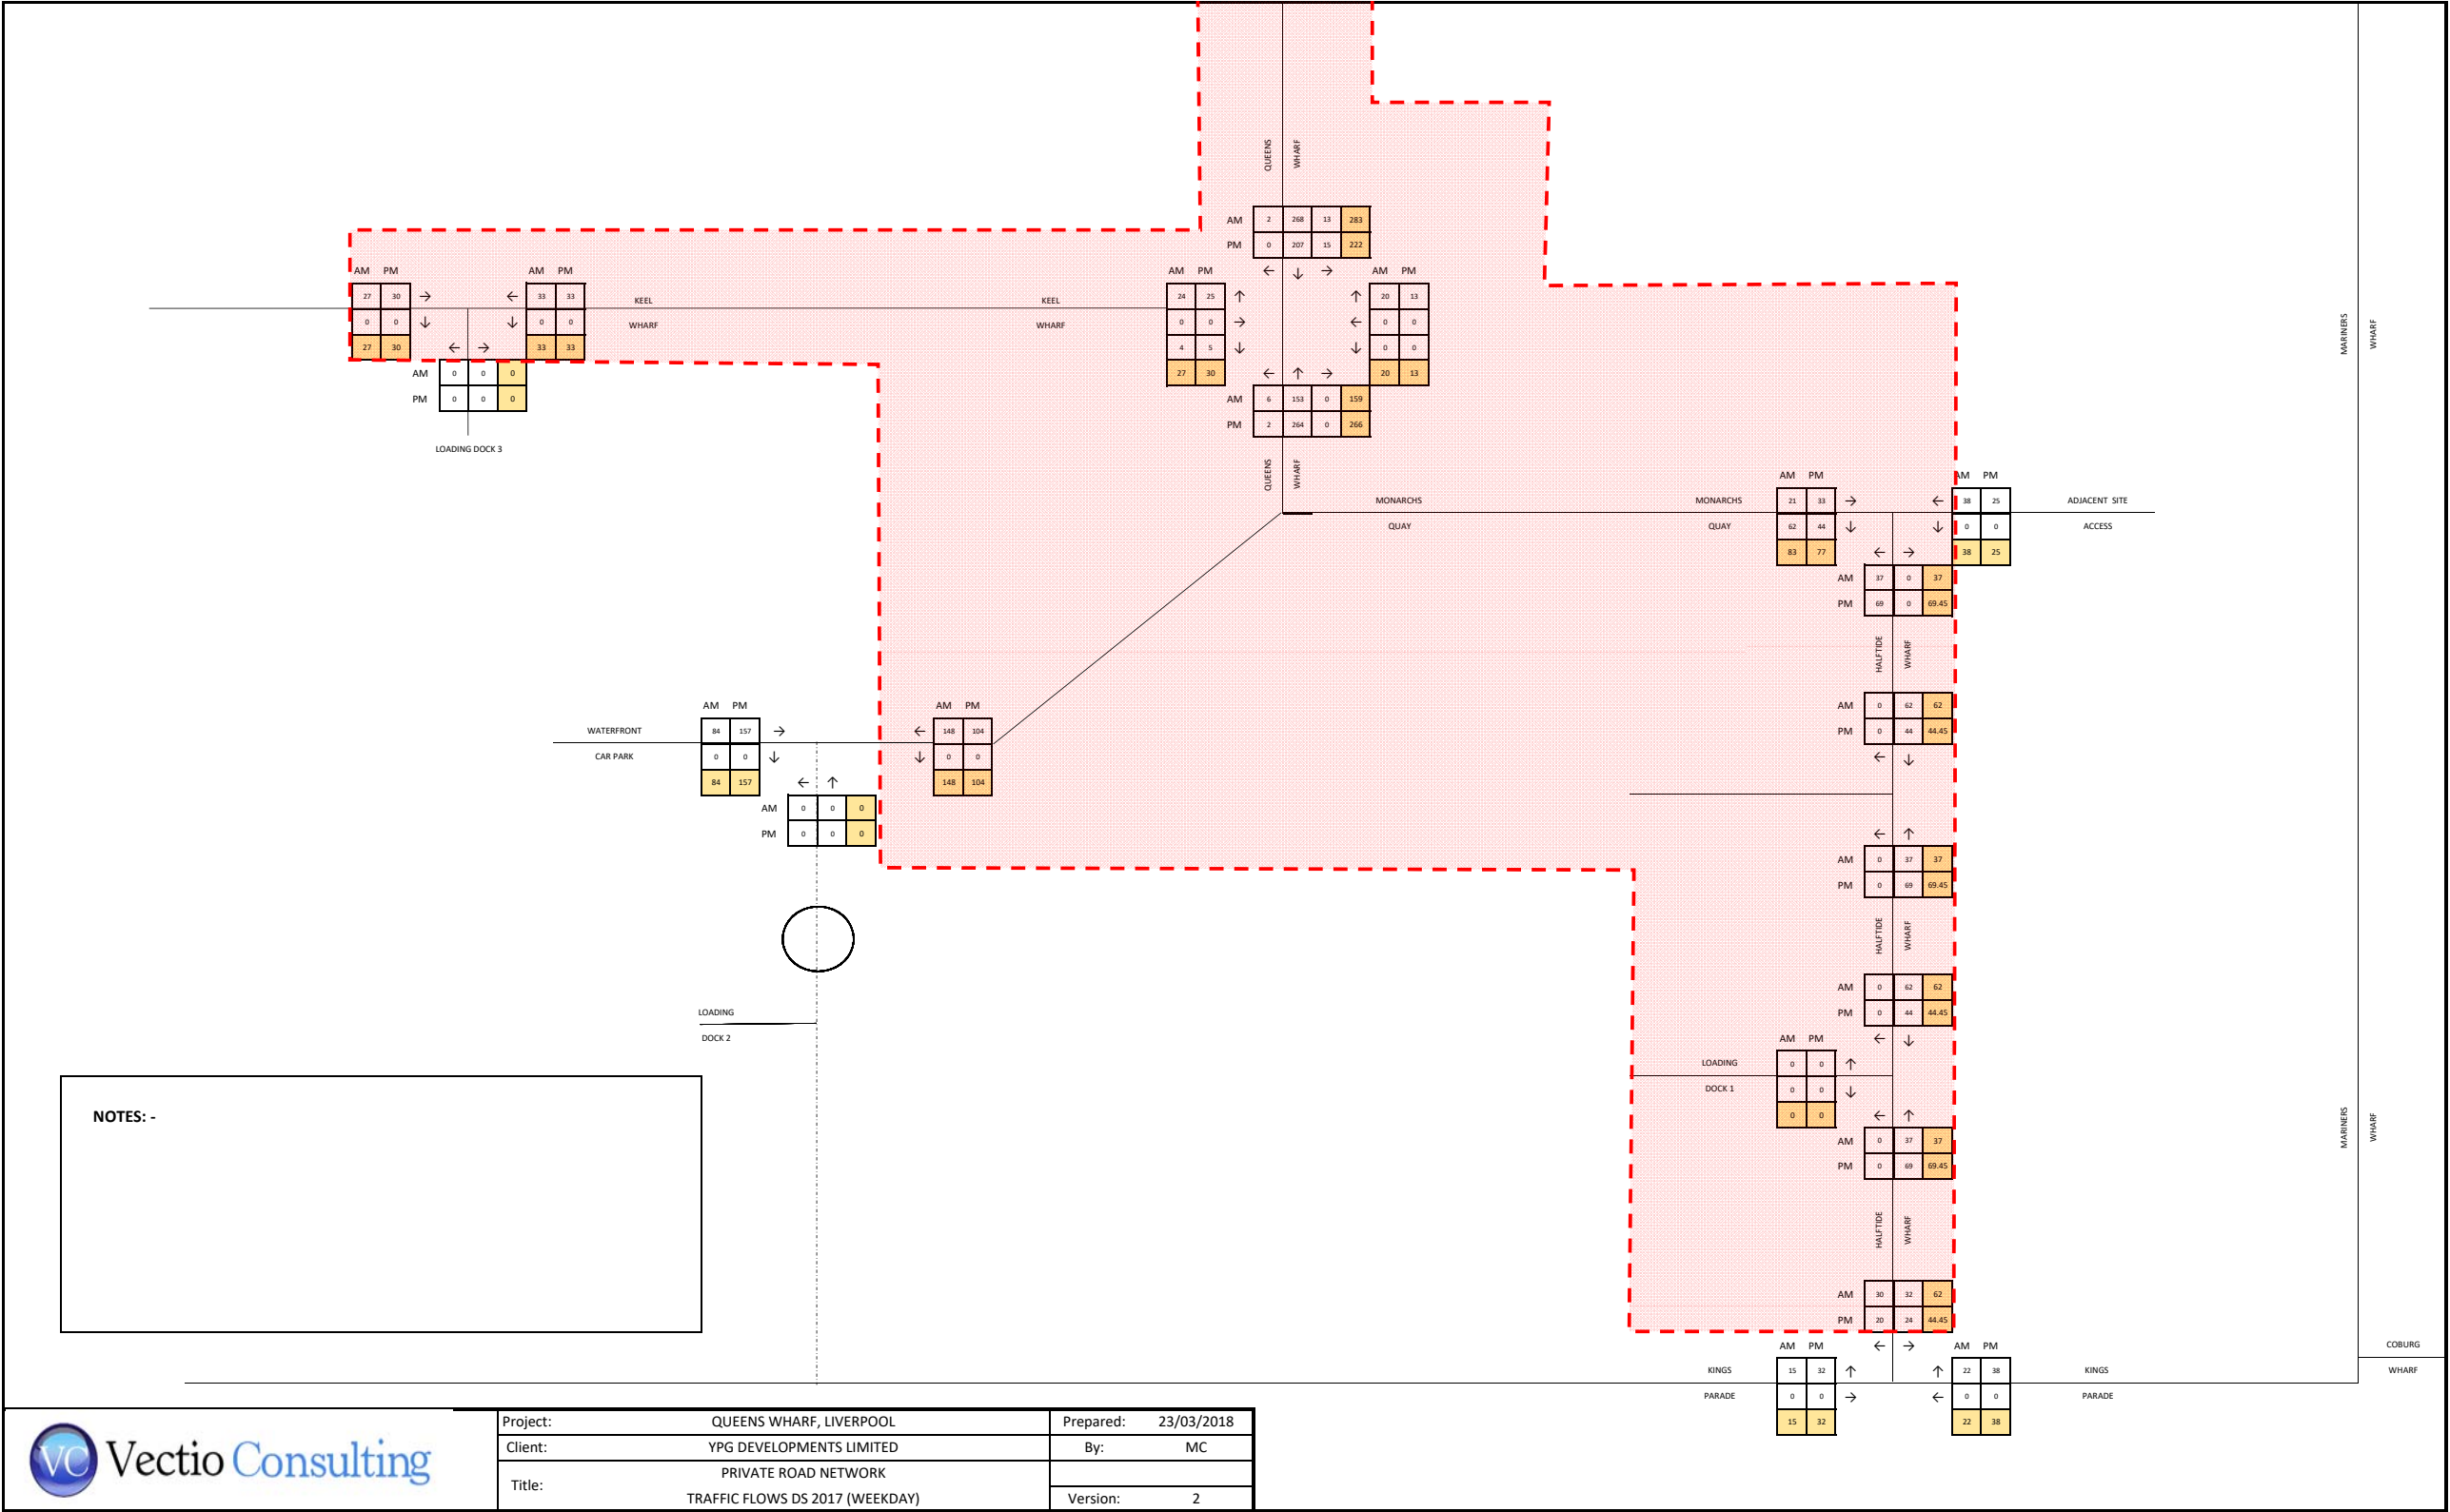 QUEENS WHARF
AM 2 268 13 283
PM 0 207 15 222
← ↓ →
AM PM
27 30 →
0 0 ↓
27 30
AM PM
← 33 33
↓ 0 0
33 33
KEEL
WHARF
KEEL
WHARF
AM PM
24 25 ↑
0 0 →
4 5 ↓
27 30
AM PM
↑ 20 13
← 0 0
↓ 0 0
20 13
← →
AM 0 0 0
PM 0 0 0
LOADING DOCK 3
← ↑ →
AM 6 153 0 159
PM 2 264 0 266
QUEENS WHARF
MARINERS WHARF
MONARCHS
QUAY
MONARCHS
QUAY
AM PM
21 33 →
62 44 ↓
83 77
AM PM
← 38 25
↓ 0 0
38 25
ADJACENT SITE
ACCESS
← →
AM 37 0 37
PM 69 0 69.45
HALFTIDE WHARF
AM 0 62 62
PM 0 44 44.45
← ↓
WATERFRONT
CAR PARK
AM PM
84 157 →
0 0 ↓
84 157
AM PM
← 148 104
↓ 0 0
148 104
← ↑
AM 0 0 0
PM 0 0 0
← ↑
AM 0 37 37
PM 0 69 69.45
HALFTIDE WHARF
AM 0 62 62
PM 0 44 44.45
← ↓
LOADING
DOCK 2
LOADING
DOCK 1
AM PM
0 0 ↑
0 0 ↓
0 0
← ↑
AM 0 37 37
PM 0 69 69.45
MARINERS WHARF
HALFTIDE WHARF
NOTES: -
AM 30 32 62
PM 20 24 44.45
← →
KINGS
PARADE
AM PM
15 32 ↑
0 0 →
15 32
AM PM
↑ 22 38
← 0 0
22 38
KINGS
PARADE
COBURG
WHARF
VC Vectio Consulting
Project: QUEENS WHARF, LIVERPOOL Prepared: 23/03/2018
Client: YPG DEVELOPMENTS LIMITED By: MC
Title: PRIVATE ROAD NETWORK
TRAFFIC FLOWS DS 2017 (WEEKDAY) Version: 2